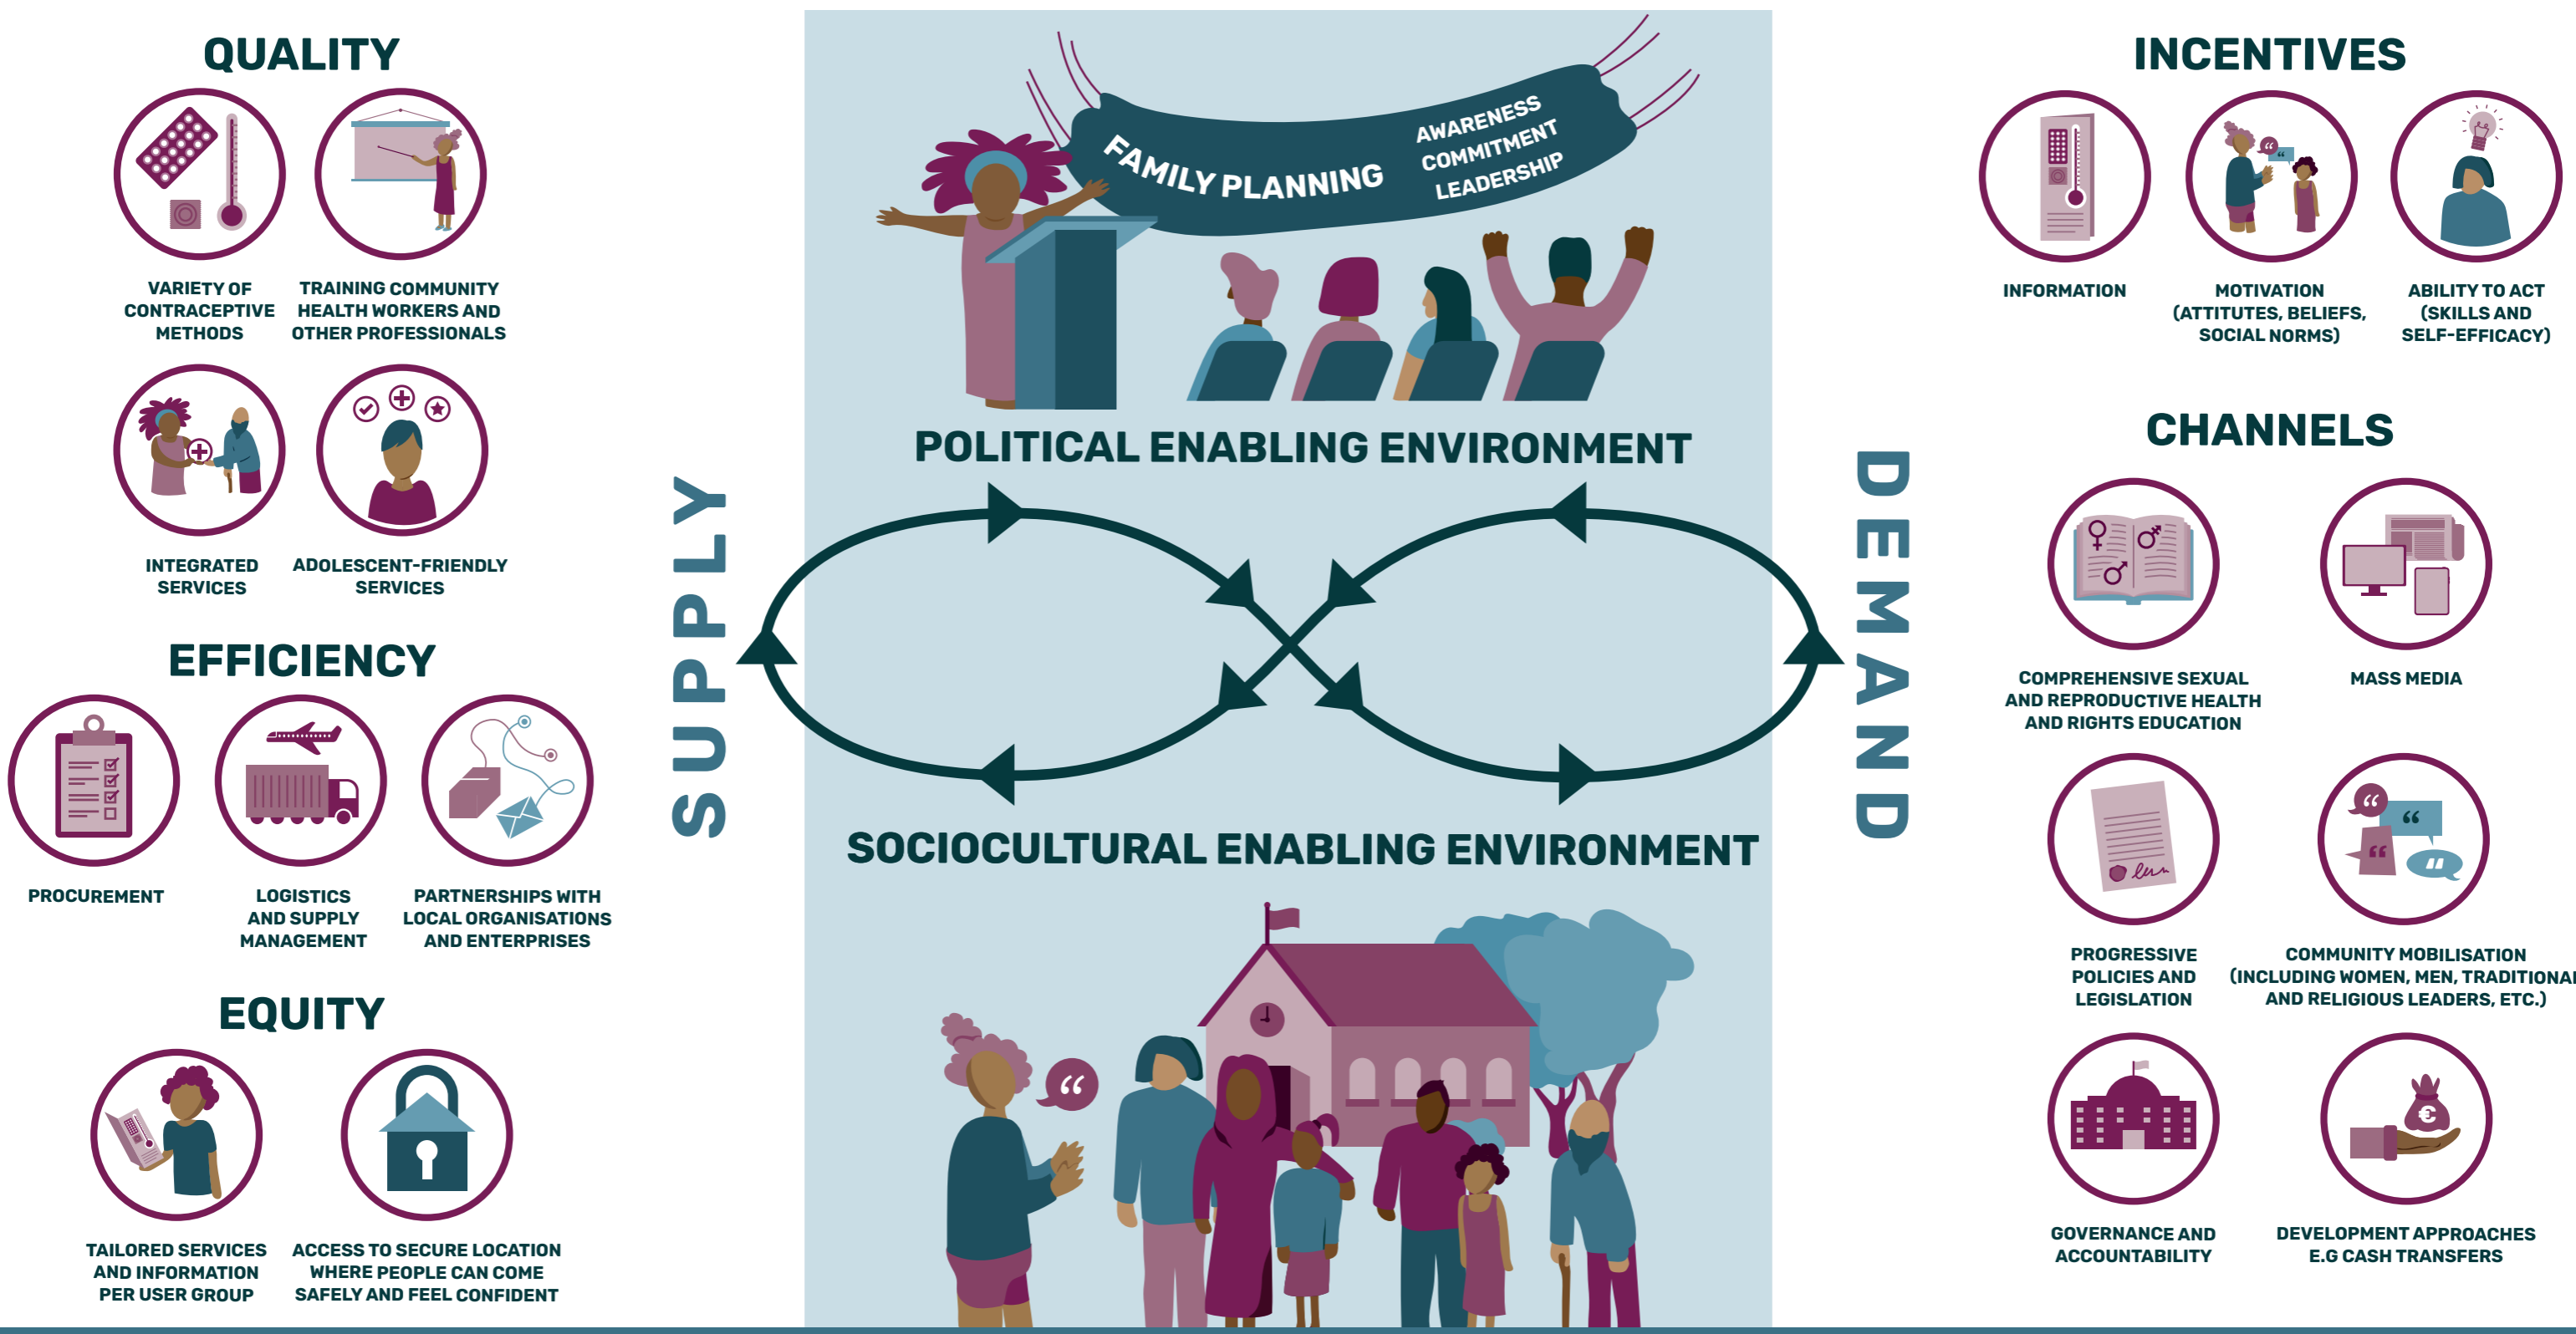 QUALITY
VARIETY OF
CONTRACEPTIVE
METHODS
TRAINING COMMUNITY
HEALTH WORKERS AND
OTHER PROFESSIONALS
INTEGRATED
SERVICES
ADOLESCENT-FRIENDLY
SERVICES
EFFICIENCY
PROCUREMENT
LOGISTICS
AND SUPPLY
MANAGEMENT
PARTNERSHIPS WITH
LOCAL ORGANISATIONS
AND ENTERPRISES
EQUITY
TAILORED SERVICES
AND INFORMATION
PER USER GROUP
ACCESS TO SECURE LOCATION
WHERE PEOPLE CAN COME
SAFELY AND FEEL CONFIDENT
SUPPLY
FAMILY PLANNING
AWARENESS
COMMITMENT
LEADERSHIP
POLITICAL ENABLING ENVIRONMENT
SOCIOCULTURAL ENABLING ENVIRONMENT
DEMAND
INCENTIVES
INFORMATION
MOTIVATION
(ATTITUTES, BELIEFS,
SOCIAL NORMS)
ABILITY TO ACT
(SKILLS AND
SELF-EFFICACY)
CHANNELS
COMPREHENSIVE SEXUAL
AND REPRODUCTIVE HEALTH
AND RIGHTS EDUCATION
MASS MEDIA
PROGRESSIVE
POLICIES AND
LEGISLATION
COMMUNITY MOBILISATION
(INCLUDING WOMEN, MEN, TRADITIONAL
AND RELIGIOUS LEADERS, ETC.)
GOVERNANCE AND
ACCOUNTABILITY
€
DEVELOPMENT APPROACHES
E.G CASH TRANSFERS